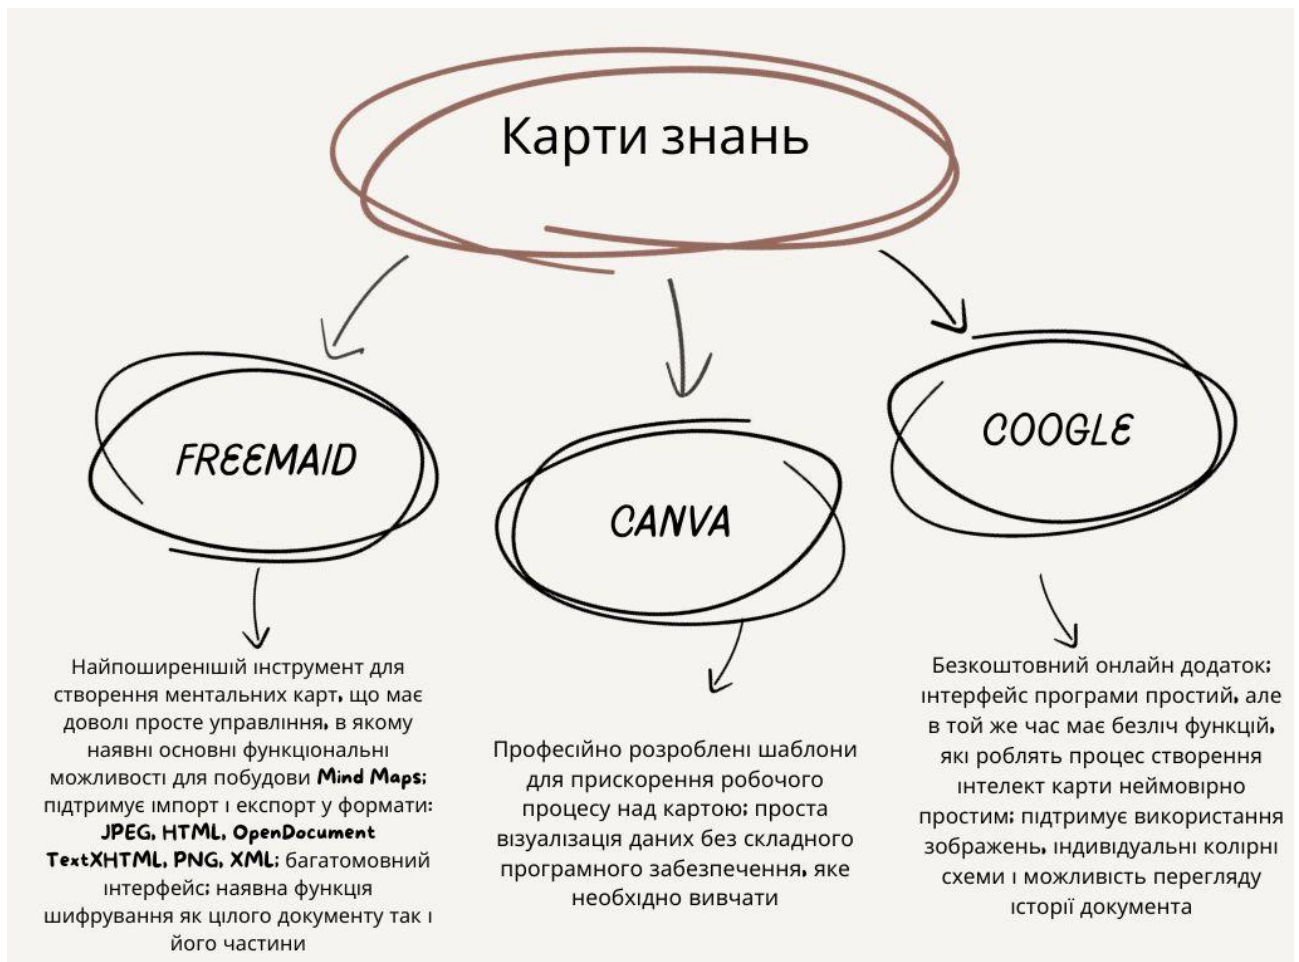 Карти знань
FREEMAID
CANVA
COOGLE
Найпоширеніший інструмент для
створення ментальних карт, що має
доволі просте управління, в якому
наявні основні функціональні
можливості для побудови Mind Maps;
підтримує імпорт і експорт у формати:
JPEG, HTML, OpenDocument
TextXHTML, PNG, XML; багатомовний
інтерфейс; наявна функція
шифрування як цілого документу так і
його частини
Професійно розроблені шаблони
для прискорення робочого
процесу над картою; проста
візуалізація даних без складного
програмного забезпечення, яке
необхідно вивчати
Безкоштовний онлайн додаток;
інтерфейс програми простий, але
в той же час має безліч функцій,
які роблять процес створення
інтелект карти неймовірно
простим; підтримує використання
зображень, індивідуальні колірні
схеми і можливість перегляду
історії документа